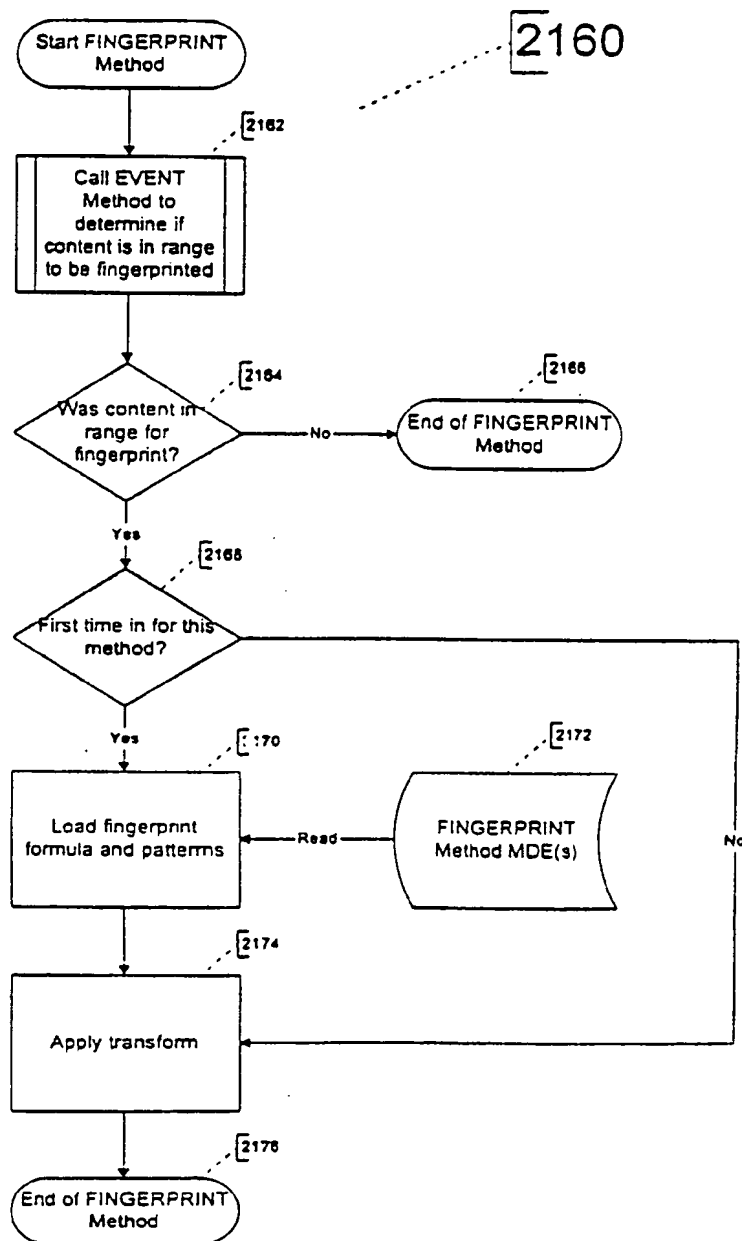 Start FINGERPRINT
Method
2160
2162
Call EVENT
Method to
determine if
content is in range
to be fingerprinted
2164
Was content in
range for
fingerprint?
No
2166
End of FINGERPRINT
Method
Yes
2168
First time in for this
method?
Yes
No
2170
Load fingerprint
formula and patterns
Read
2172
FINGERPRINT
Method MDE(s)
2174
Apply transform
2176
End of FINGERPRINT
Method